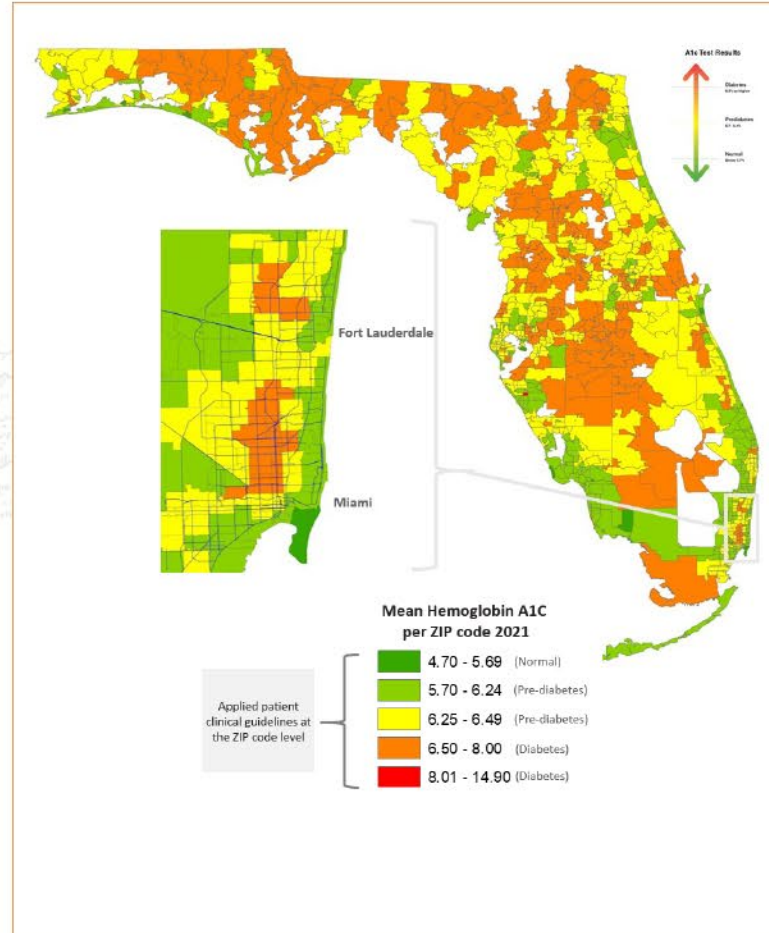 A1c Test Results
Diabetes
Prediabetes
Normal
Fort Lauderdale
Miami
Mean Hemoglobin A1C
per ZIP code 2021
Applied patient
clinical guidelines at
the ZIP code level
4.70 - 5.69 (Normal)
5.70 - 6.24 (Pre-diabetes)
6.25 - 6.49 (Pre-diabetes)
6.50 - 8.00 (Diabetes)
8.01 - 14.90 (Diabetes)